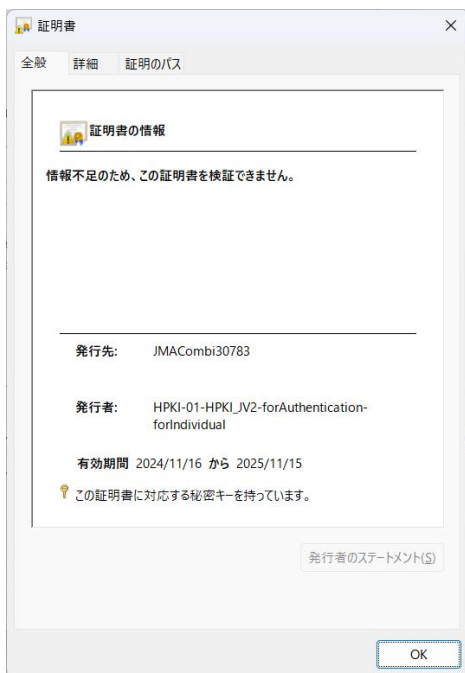 証明書
全般 詳細 証明のパス
証明書の情報
情報不足のため、この証明書を検証できません。
発行先: JMACombi30783
発行者: HPKI-01-HPKI_JV2-forAuthentication-
forIndividual
有効期間 2024/11/16 から 2025/11/15
この証明書に対応する秘密キーを持っています。
発行者のステートメント(S)
OK